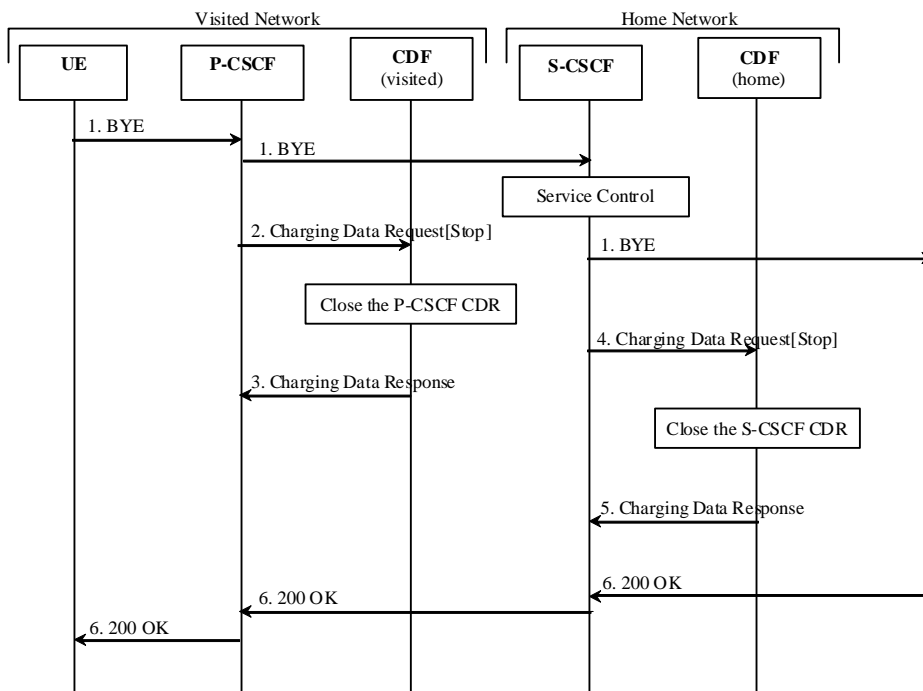 Visited Network
Home Network
UE
P-CSCF
CDF
(visited)
S-CSCF
CDF
(home)
1. BYE
1. BYE
Service Control
2. Charging Data Request[Stop]
1. BYE
Close the P-CSCF CDR
4. Charging Data Request[Stop]
3. Charging Data Response
Close the S-CSCF CDR
5. Charging Data Response
6. 200 OK
6. 200 OK
6. 200 OK